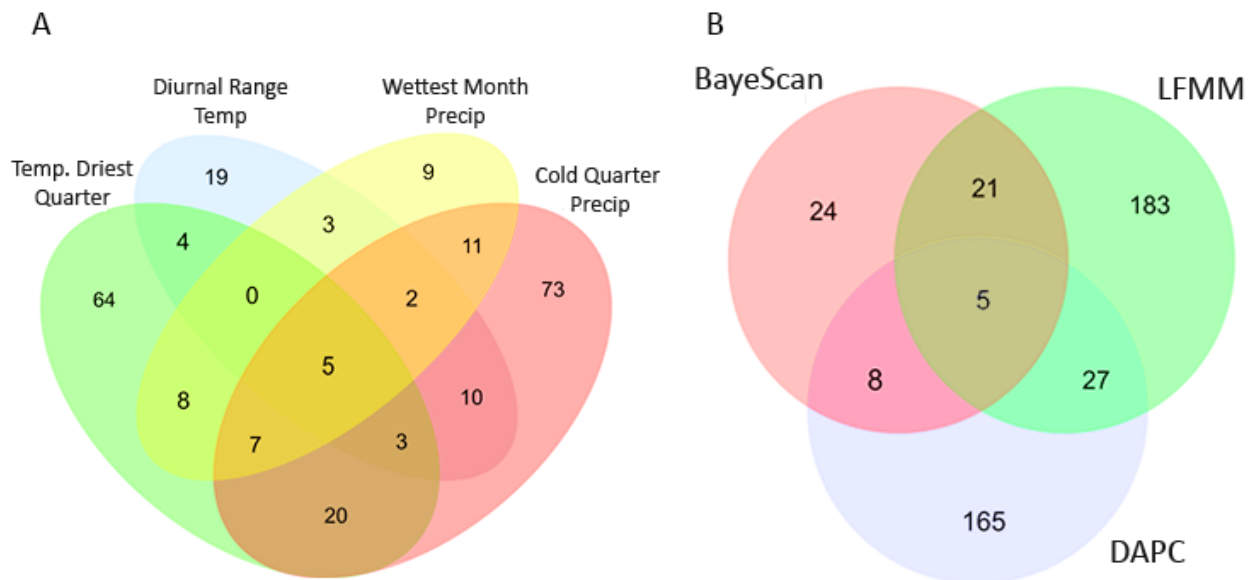 A
B
Diurnal Range
Temp
Wettest Month
Precip
Temp. Driest
Quarter
Cold Quarter
Precip
19
9
4
3
11
64
0
2
73
5
8
10
7
3
20
BayeScan
LFMM
24
21
183
5
8
27
165
DAPC